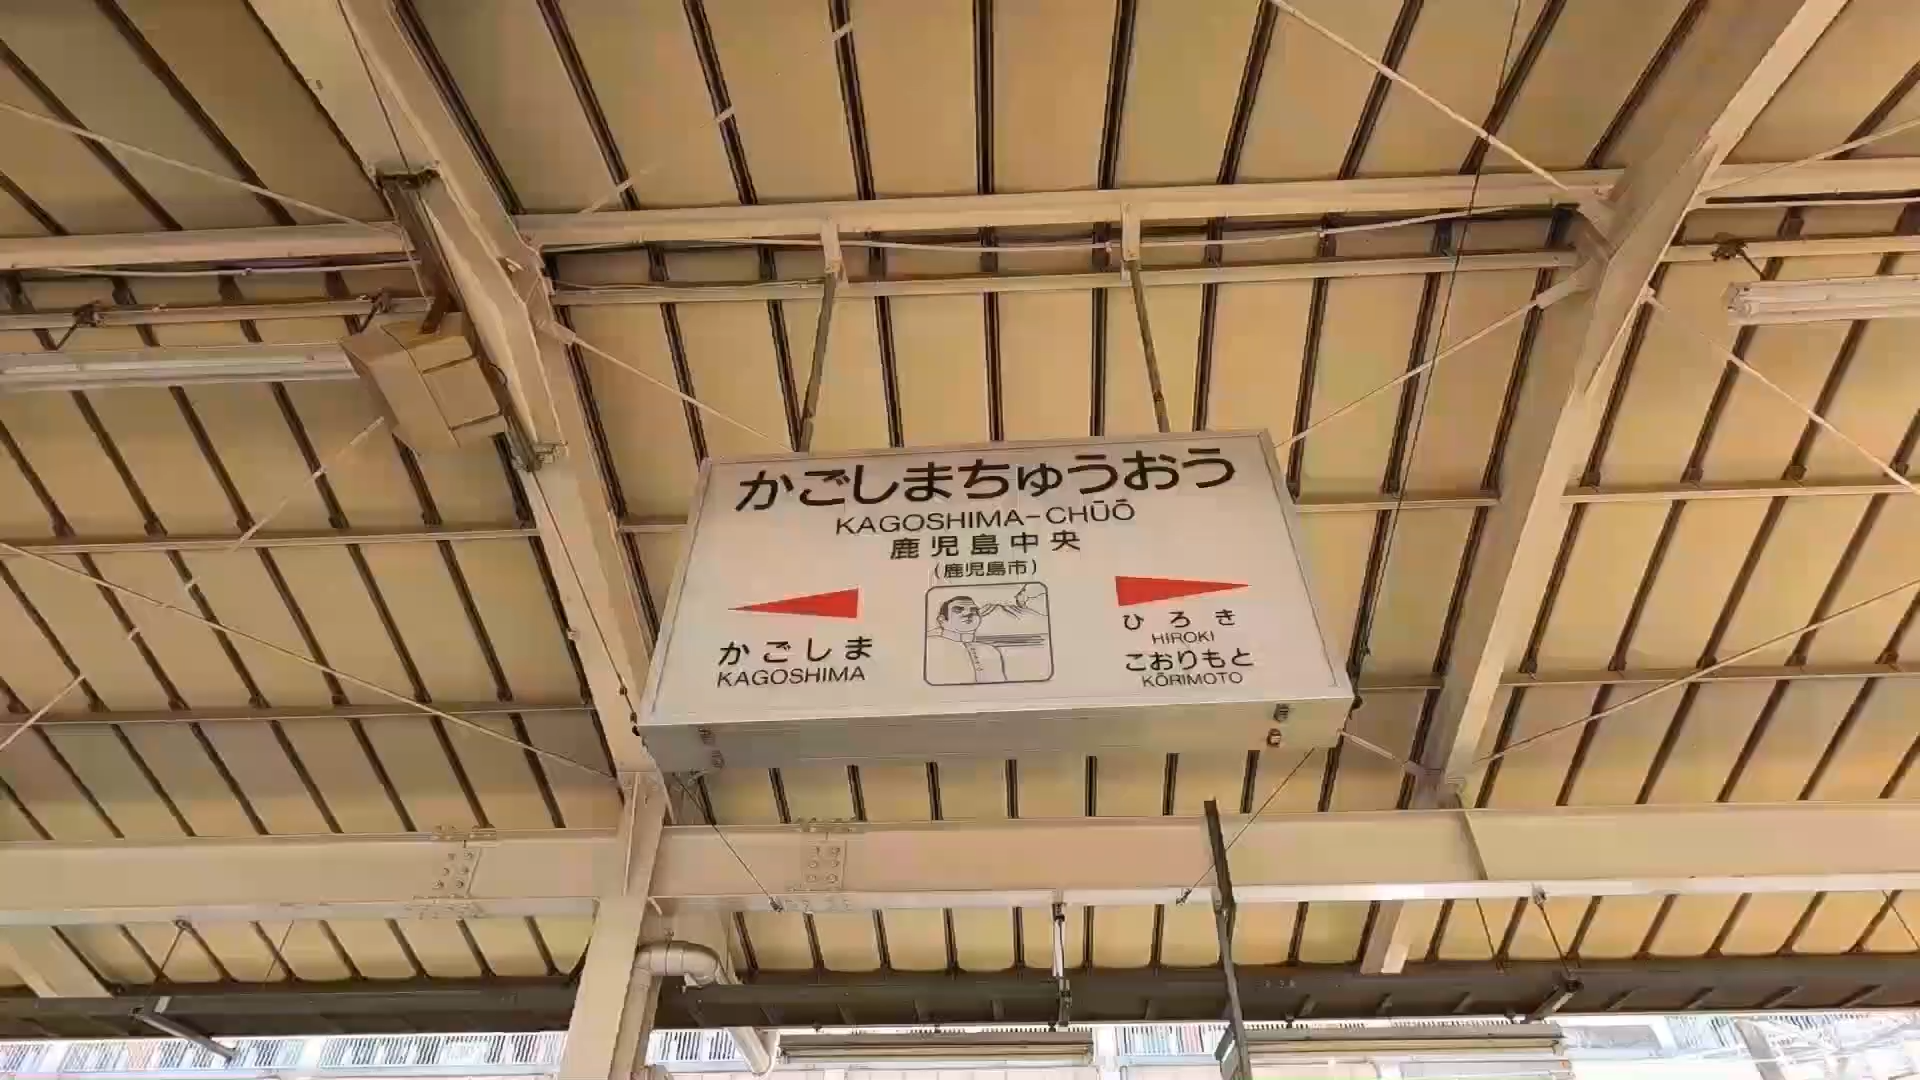 かごしまちゅうおう
KAGOSHIMA-CHŪŌ
鹿児島中央
(鹿児島市)
かごしま
KAGOSHIMA
ひろき
HIROKI
こおりもと
KŌRIMOTO